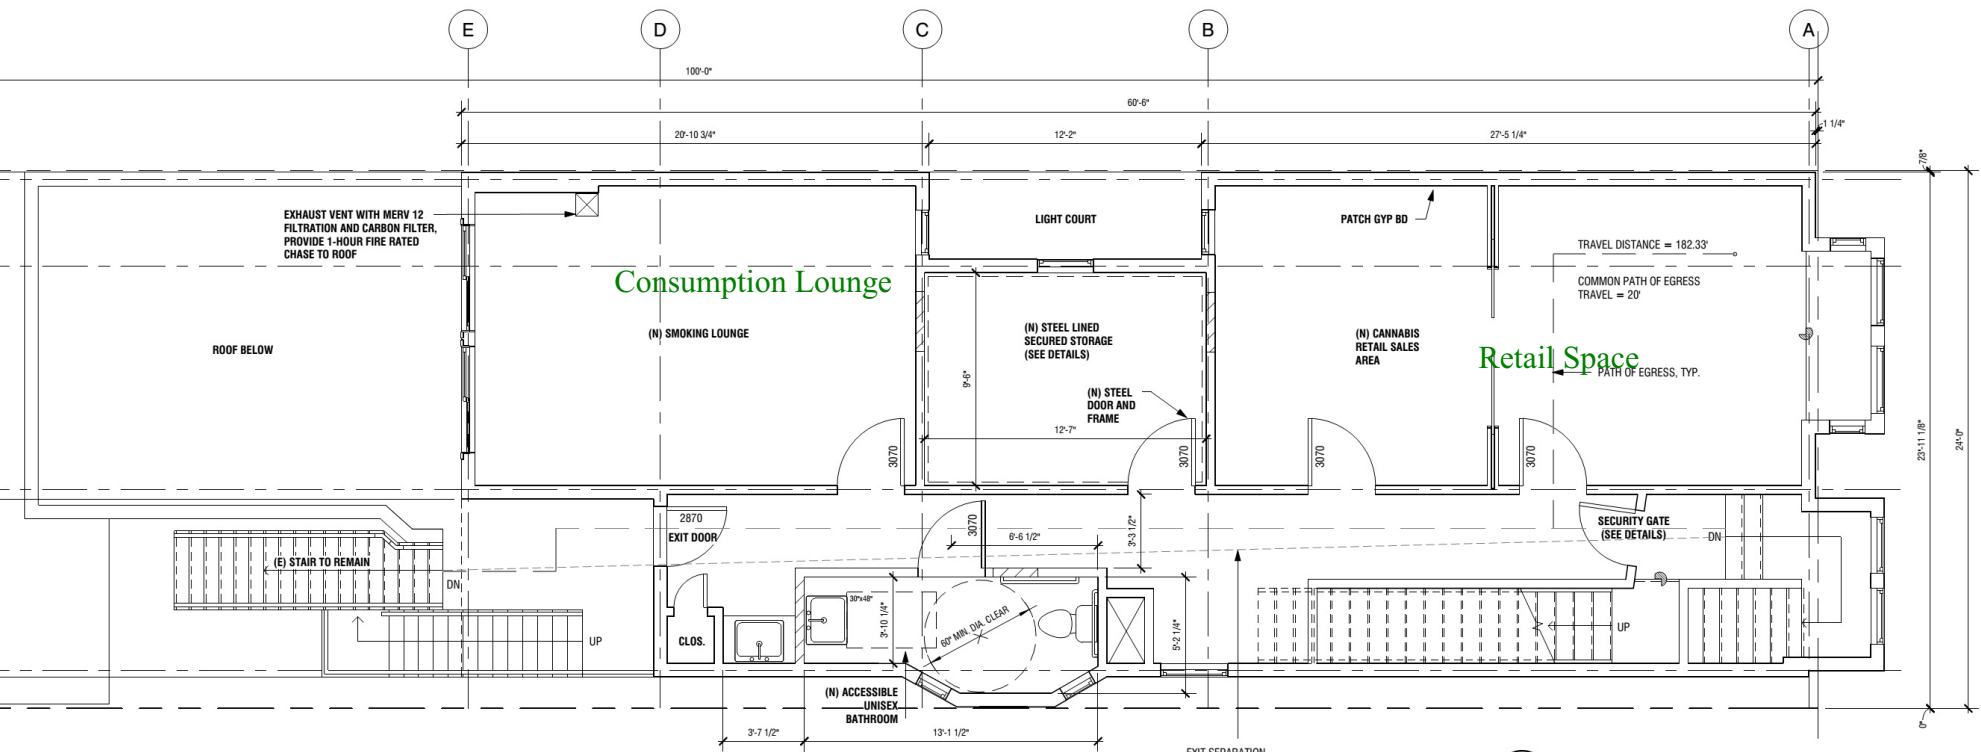 E
D
C
B
A
100'-0"
60'-6"
20'-10 3/4"
12'-2"
27'-5 1/4"
1 1/4"
7/8"
EXHAUST VENT WITH MERV 12
FILTRATION AND CARBON FILTER,
PROVIDE 1-HOUR FIRE RATED
CHASE TO ROOF
LIGHT COURT
PATCH GYP BD
TRAVEL DISTANCE = 182.33'
COMMON PATH OF EGRESS
TRAVEL = 20'
Consumption Lounge
(N) SMOKING LOUNGE
(N) STEEL LINED
SECURED STORAGE
(SEE DETAILS)
(N) CANNABIS
RETAIL SALES
AREA
Retail Space
PATH OF EGRESS, TYP.
ROOF BELOW
9'-6"
(N) STEEL
DOOR AND
FRAME
12'-7"
3070
3070
3070
3070
23'-11 1/8"
24'-0"
2870
EXIT DOOR
3070
6'-6 1/2"
3'-3 1/2"
SECURITY GATE
(SEE DETAILS)
DN
(E) STAIR TO REMAIN
DN
UP
CLOS.
30"x48"
3'-10 1/4"
60" MIN. DIA. CLEAR
5'-2 1/4"
UP
(N) ACCESSIBLE
UNISEX
BATHROOM
3'-7 1/2"
13'-1 1/2"
0"
EXIT SEPARATION